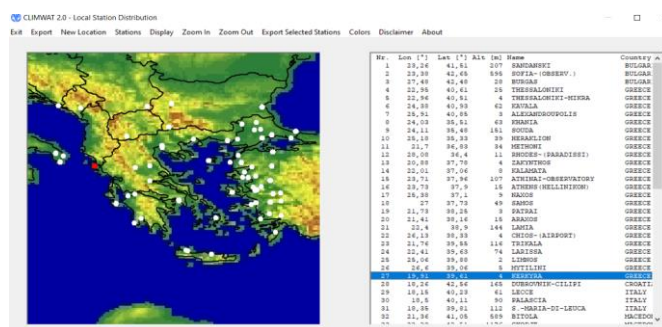 CLIMWAT 2.0 - Local Station Distribution
Exit Export New Location Stations Display Zoom In Zoom Out Export Selected Stations Colors Disclaimer About
Nr. Lon [°] Lat [°] Alt [m] Name Country
1 23,26 41,51 207 SANDANSKI BULGAR
2 23,38 42,65 595 SOFIA-(OBSERV.) BULGAR
3 27,48 42,48 28 BURGAS BULGAR
4 22,95 40,61 25 THESSALONIKI GREECE
5 22,96 40,51 4 THESSALONIKI-MIKRA GREECE
6 24,88 40,93 62 KAVALA GREECE
7 25,91 40,85 3 ALEXANDROUPOLIS GREECE
8 24,03 35,51 63 KHANIA GREECE
9 24,11 35,48 151 SOUDA GREECE
10 25,18 35,33 39 HERAKLION GREECE
11 21,7 36,83 34 METHONI GREECE
12 28,08 36,4 11 RHODES-(PARADISSI) GREECE
13 20,88 37,78 4 ZAKYNTHOS GREECE
14 22,01 37,06 8 KALAMATA GREECE
15 23,71 37,96 107 ATHINAI-OBSERVATORY GREECE
16 23,73 37,9 15 ATHENS (HELLINIKON) GREECE
17 25,38 37,1 9 NAXOS GREECE
18 27 37,73 49 SAMOS GREECE
19 21,73 38,25 3 PATRAI GREECE
20 21,41 38,16 15 ARAXOS GREECE
21 22,4 38,9 144 LAMIA GREECE
22 26,13 38,33 4 CHIOS-(AIRPORT) GREECE
23 21,76 39,55 116 TRIKALA GREECE
24 22,41 39,63 74 LARISSA GREECE
25 25,06 39,88 2 LIMNOS GREECE
26 26,6 39,06 5 MYTILINI GREECE
27 19,91 39,61 4 KERKYRA GREECE
28 18,26 42,56 165 DUBROVNIK-CILIPI CROATI
29 18,15 40,23 61 LECCE ITALY
30 18,5 40,11 90 PALASCIA ITALY
31 18,35 39,81 112 S.-MARIA-DI-LEUCA ITALY
32 21,36 41,05 589 BITOLA MACEDO